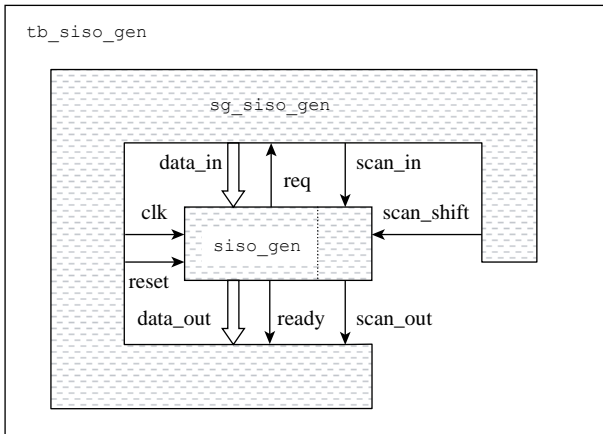 tb_siso_gen
sg_siso_gen
data_in
req
scan_in
clk
siso_gen
scan_shift
reset
data_out
ready
scan_out